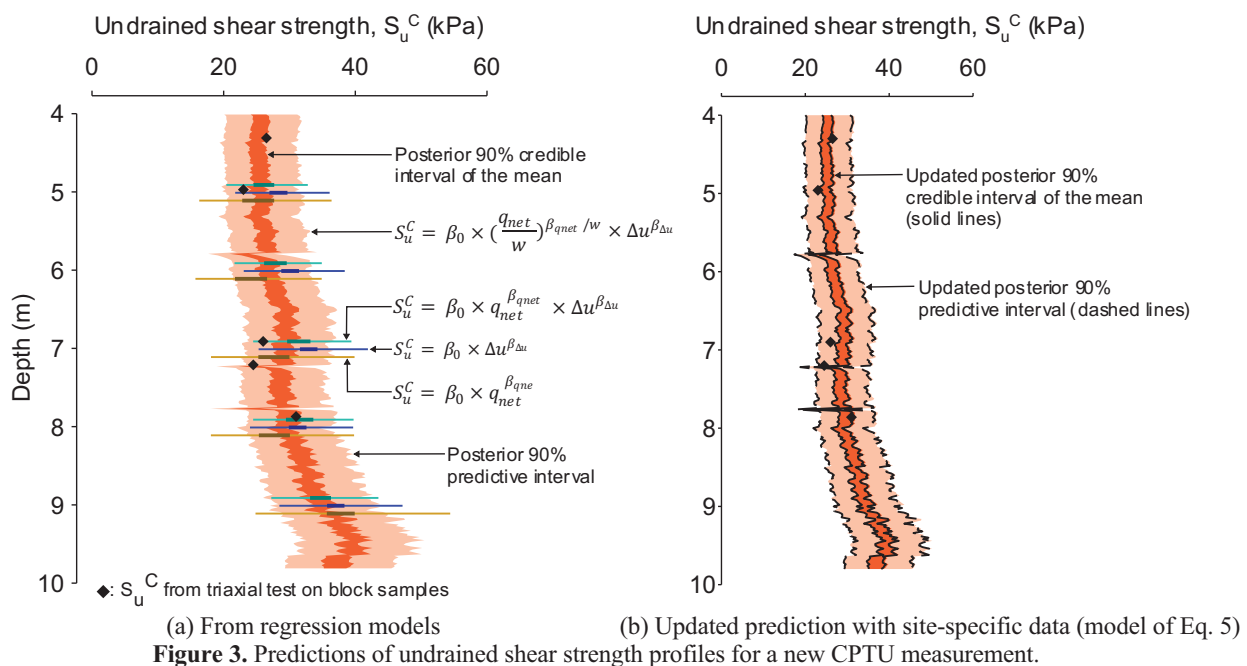 Undrained shear strength, S_u^C (kPa)
0 20 40 60
4
5
6
7
8
9
10
Depth (m)
Posterior 90% credible
interval of the mean
S_u^C = β_0 × (q_net/w)^{β_qnet/w} × Δu^{β_Δu}
S_u^C = β_0 × q_net^{β_qnet} × Δu^{β_Δu}
S_u^C = β_0 × Δu^{β_Δu}
S_u^C = β_0 × q_net^{β_qne}
Posterior 90%
predictive interval
◆: S_u^C from triaxial test on block samples
(a) From regression models
Undrained shear strength, S_u^C (kPa)
0 20 40 60
4
5
6
7
8
9
10
Updated posterior 90%
credible interval of the mean
(solid lines)
Updated posterior 90%
predictive interval (dashed lines)
(b) Updated prediction with site-specific data (model of Eq. 5)
Figure 3. Predictions of undrained shear strength profiles for a new CPTU measurement.